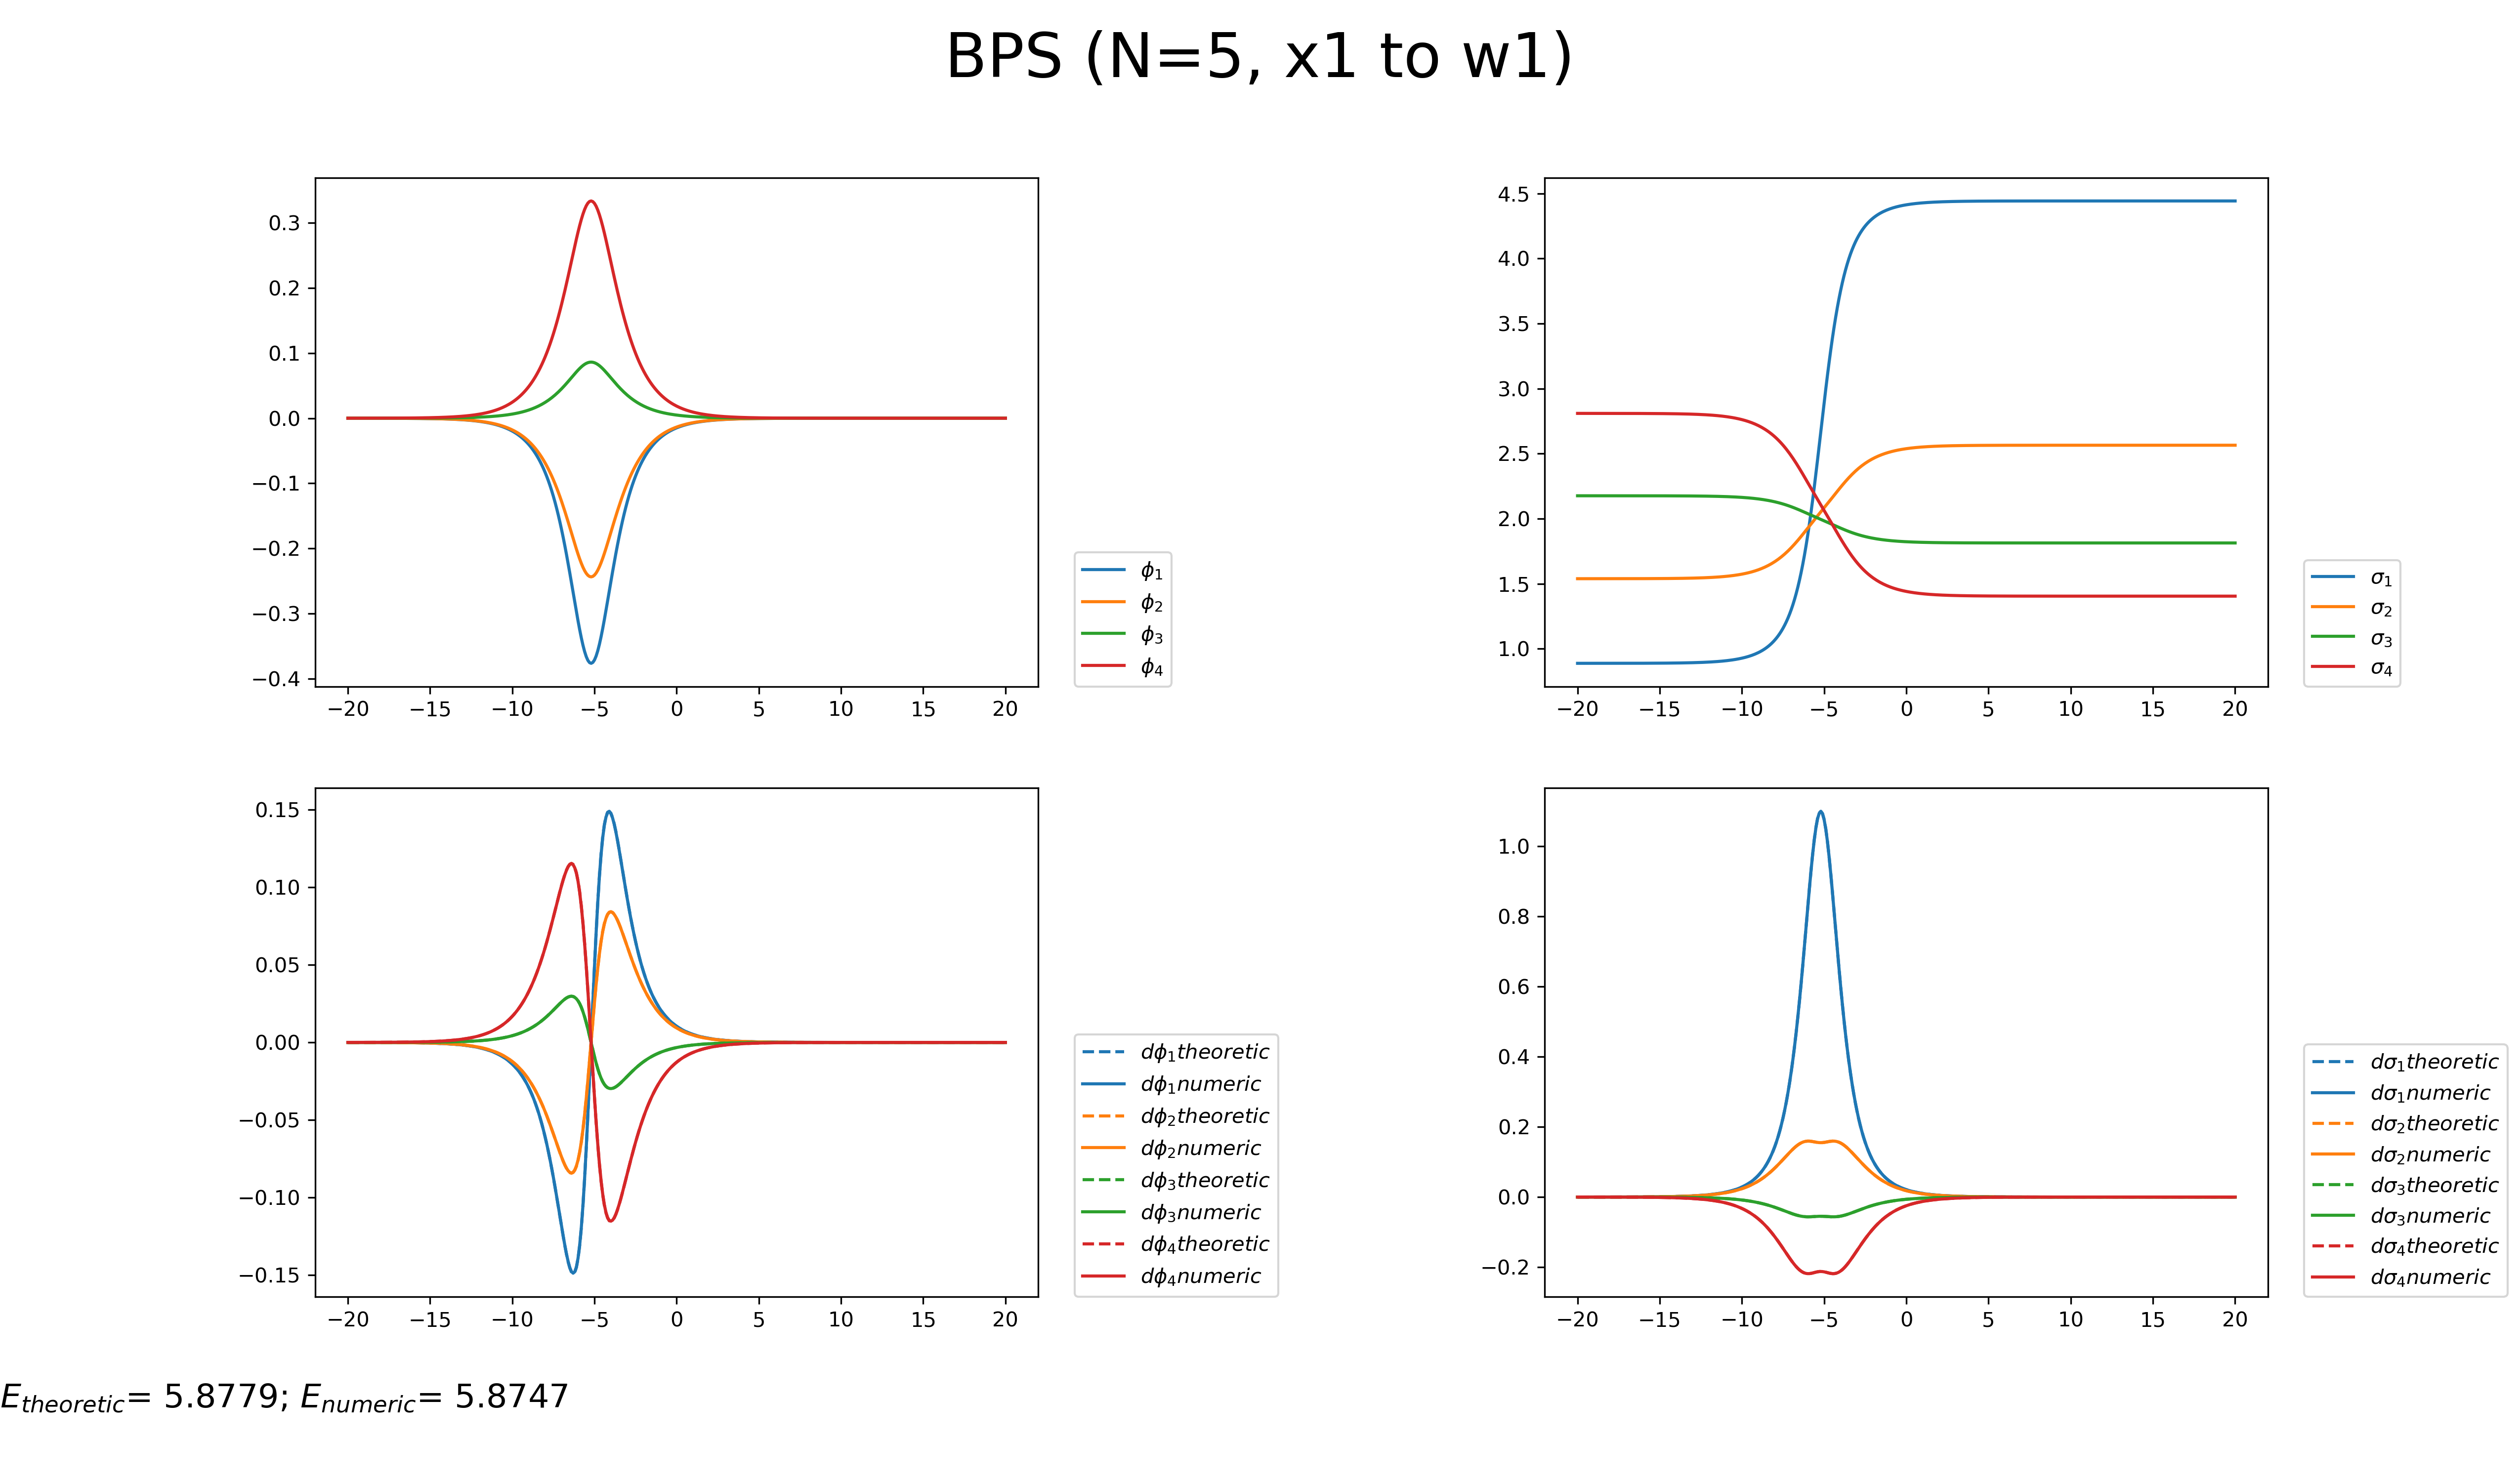 BPS (N=5, x1 to w1)
0.3
0.2
0.1
0.0
−0.1
−0.2
−0.3
−0.4
−20 −15 −10 −5 0 5 10 15 20
ϕ1
ϕ2
ϕ3
ϕ4
4.5
4.0
3.5
3.0
2.5
2.0
1.5
1.0
−20 −15 −10 −5 0 5 10 15 20
σ1
σ2
σ3
σ4
0.15
0.10
0.05
0.00
−0.05
−0.10
−0.15
−20 −15 −10 −5 0 5 10 15 20
dϕ1theoretic
dϕ1numeric
dϕ2theoretic
dϕ2numeric
dϕ3theoretic
dϕ3numeric
dϕ4theoretic
dϕ4numeric
1.0
0.8
0.6
0.4
0.2
0.0
−0.2
−20 −15 −10 −5 0 5 10 15 20
dσ1theoretic
dσ1numeric
dσ2theoretic
dσ2numeric
dσ3theoretic
dσ3numeric
dσ4theoretic
dσ4numeric
Etheoretic= 5.8779; Enumeric= 5.8747